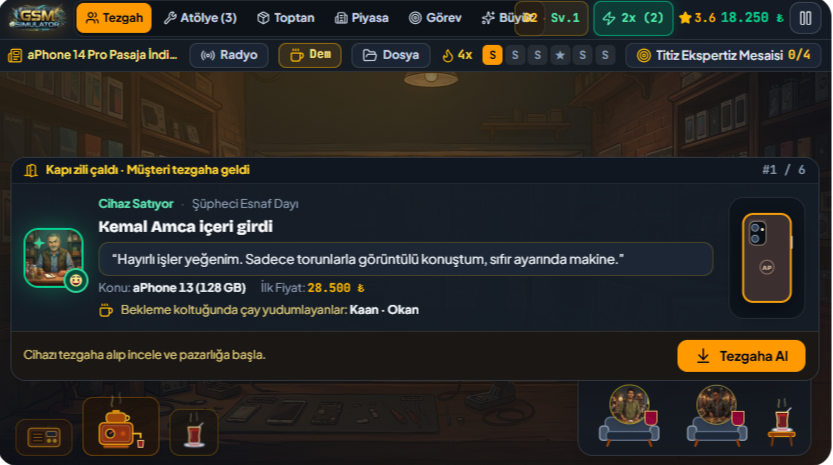 GSM
SIMULATOR
Tezgah
Atölye (3)
Toptan
Piyasa
Görev
Sv.1
2x (2)
3.6
18.250 ₺
aPhone 14 Pro Pasaja İndi...
Radyo
Dem
Dosya
4x
S
S
S
S
S
Titiz Ekspertiz Mesaisi 0/4
Kapı zili çaldı · Müşteri tezgaha geldi
#1 / 6
Cihaz Satıyor · Şüpheci Esnaf Dayı
Kemal Amca içeri girdi
“Hayırlı işler yeğenim. Sadece torunlarla görüntülü konuştum, sıfır ayarında makine.”
Konu: aPhone 13 (128 GB) İlk Fiyat: 28.500 ₺
Bekleme koltuğunda çay yudumlayanlar: Kaan · Okan
AP
Cihazı tezgaha alıp incele ve pazarlığa başla.
Tezgaha Al